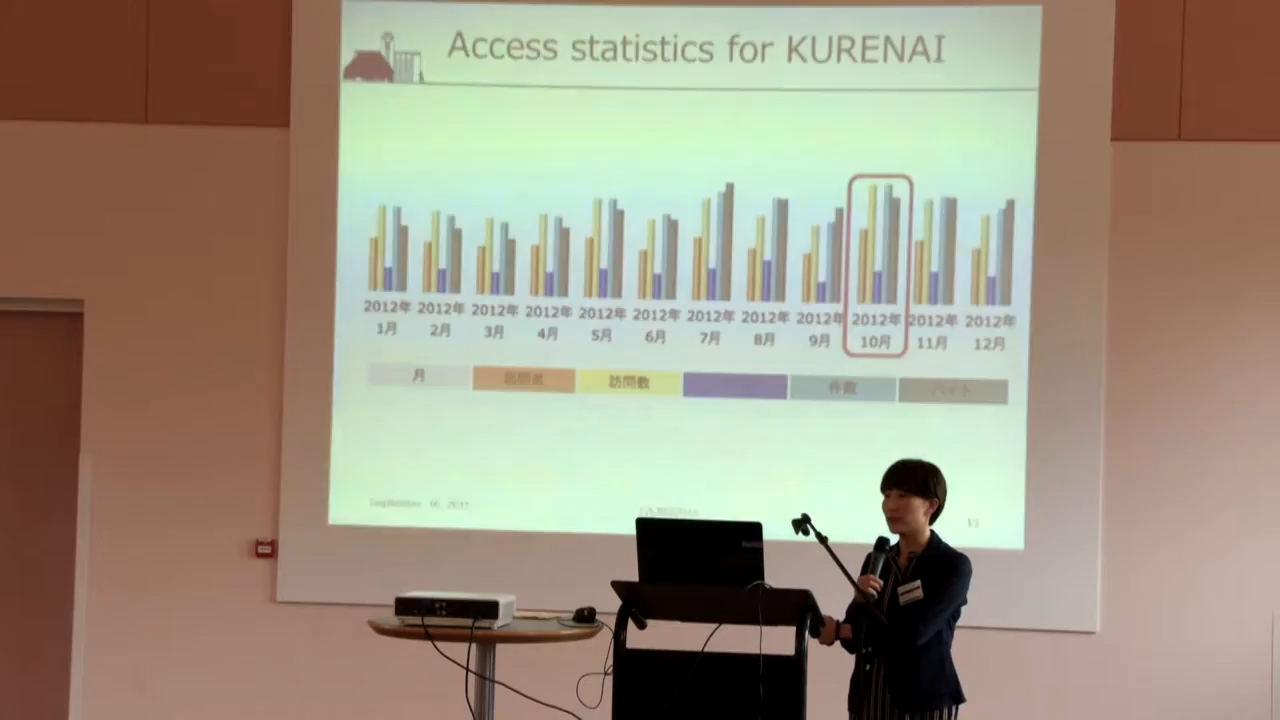 Access statistics for KURENAI
2012年 2012年 2012年 2012年 2012年 2012年 2012年 2012年 2012年 2012年 2012年 2012年
1月 2月 3月 4月 5月 6月 7月 8月 9月 10月 11月 12月
月 訪問者 訪問数 件数 バイト